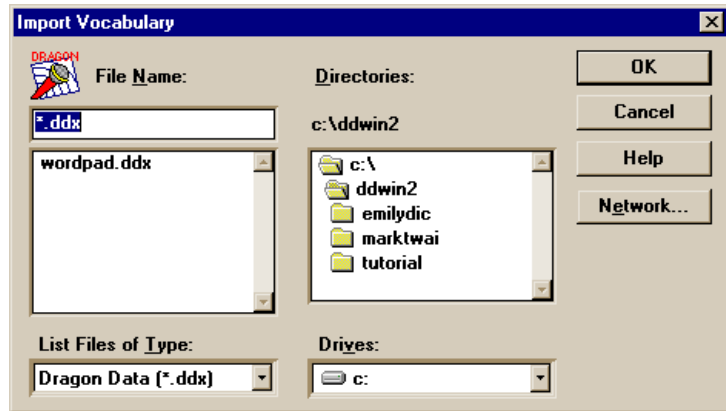 Import Vocabulary
DRAGON
File Name:
*.ddx
wordpad.ddx
List Files of Type:
Dragon Data (*.ddx)
Directories:
c:\ddwin2
c:\
ddwin2
emilydic
marktwai
tutorial
Drives:
c:
OK
Cancel
Help
Network...